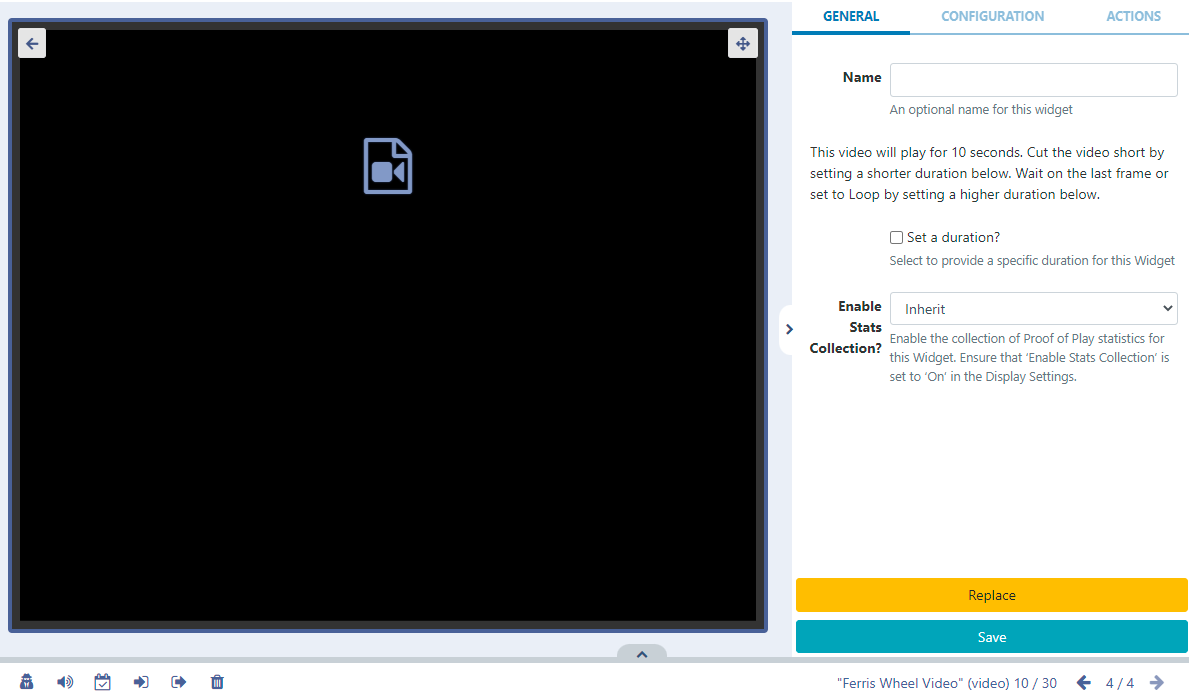 GENERAL CONFIGURATION ACTIONS
Name
An optional name for this widget
This video will play for 10 seconds. Cut the video short by
setting a shorter duration below. Wait on the last frame or
set to Loop by setting a higher duration below.
Set a duration?
Select to provide a specific duration for this Widget
Enable
Stats
Collection?
Inherit
Enable the collection of Proof of Play statistics for
this Widget. Ensure that ‘Enable Stats Collection’ is
set to ‘On’ in the Display Settings.
Replace
Save
"Ferris Wheel Video" (video) 10 / 30 4 / 4